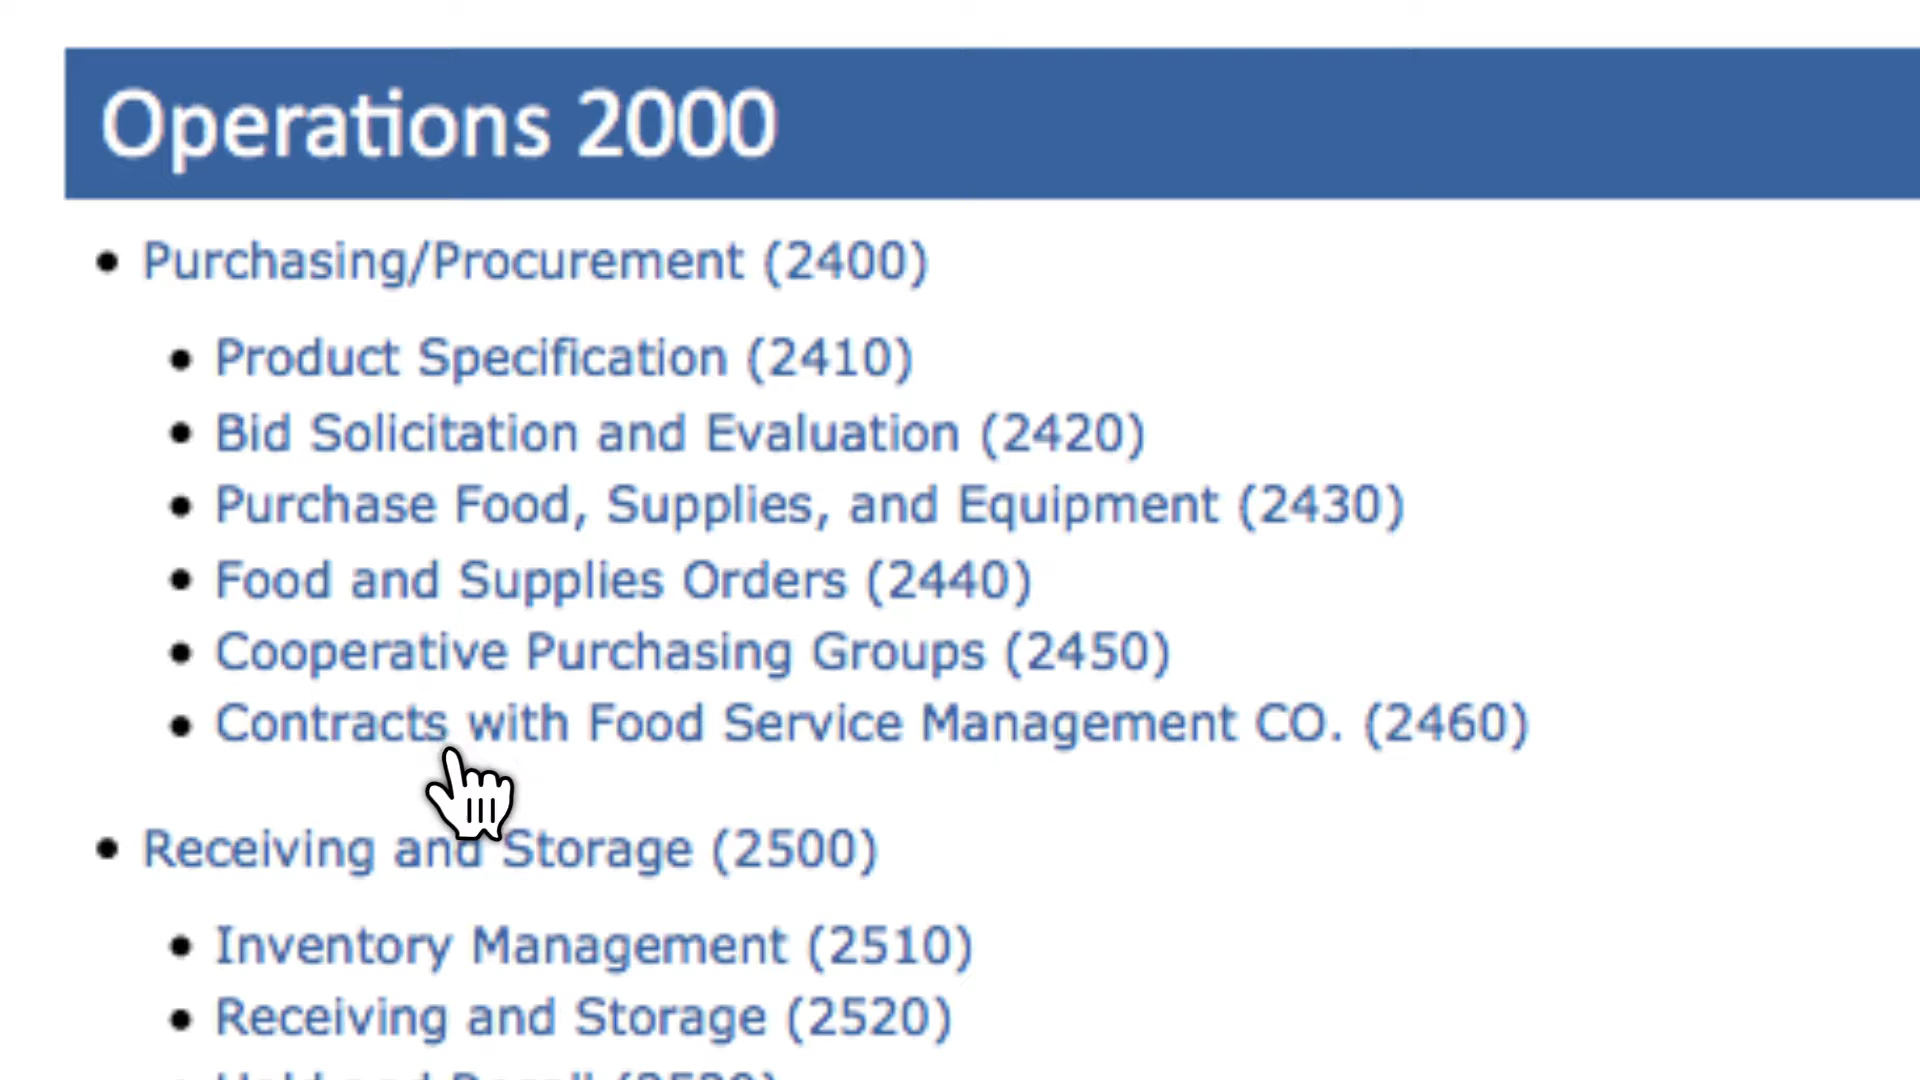 Operations 2000
Purchasing/Procurement (2400)
Product Specification (2410)
Bid Solicitation and Evaluation (2420)
Purchase Food, Supplies, and Equipment (2430)
Food and Supplies Orders (2440)
Cooperative Purchasing Groups (2450)
Contracts with Food Service Management CO. (2460)
Receiving and Storage (2500)
Inventory Management (2510)
Receiving and Storage (2520)